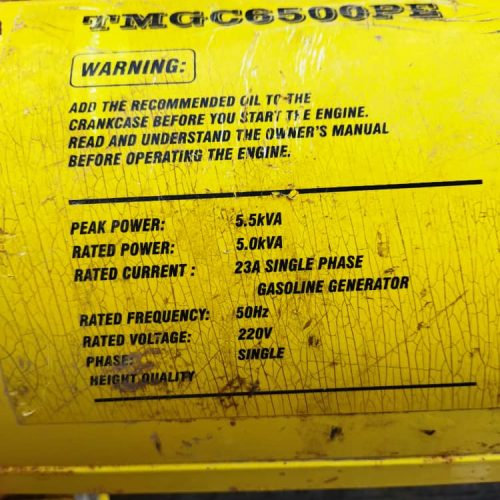 TMGC6500PE
WARNING:
ADD THE RECOMMENDED OIL TO THE
CRANKCASE BEFORE YOU START THE ENGINE.
READ AND UNDERSTAND THE OWNER'S MANUAL
BEFORE OPERATING THE ENGINE.
PEAK POWER: 5.5kVA
RATED POWER: 5.0kVA
RATED CURRENT : 23A SINGLE PHASE
GASOLINE GENERATOR
RATED FREQUENCY: 50Hz
RATED VOLTAGE: 220V
PHASE: SINGLE
HEIGHT QUALITY